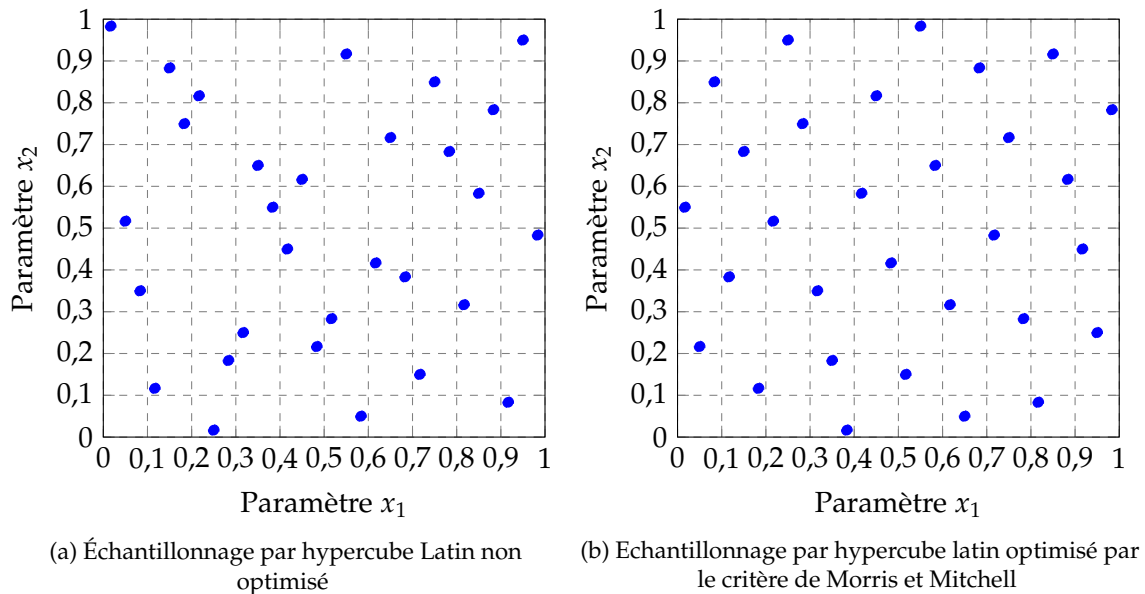 1
0,9
0,8
0,7
0,6
0,5
0,4
0,3
0,2
0,1
0
Paramètre x2
0 0,1 0,2 0,3 0,4 0,5 0,6 0,7 0,8 0,9 1
Paramètre x1
(a) Échantillonnage par hypercube Latin non
optimisé
1
0,9
0,8
0,7
0,6
0,5
0,4
0,3
0,2
0,1
0
Paramètre x2
0 0,1 0,2 0,3 0,4 0,5 0,6 0,7 0,8 0,9 1
Paramètre x1
(b) Echantillonnage par hypercube latin optimisé par
le critère de Morris et Mitchell